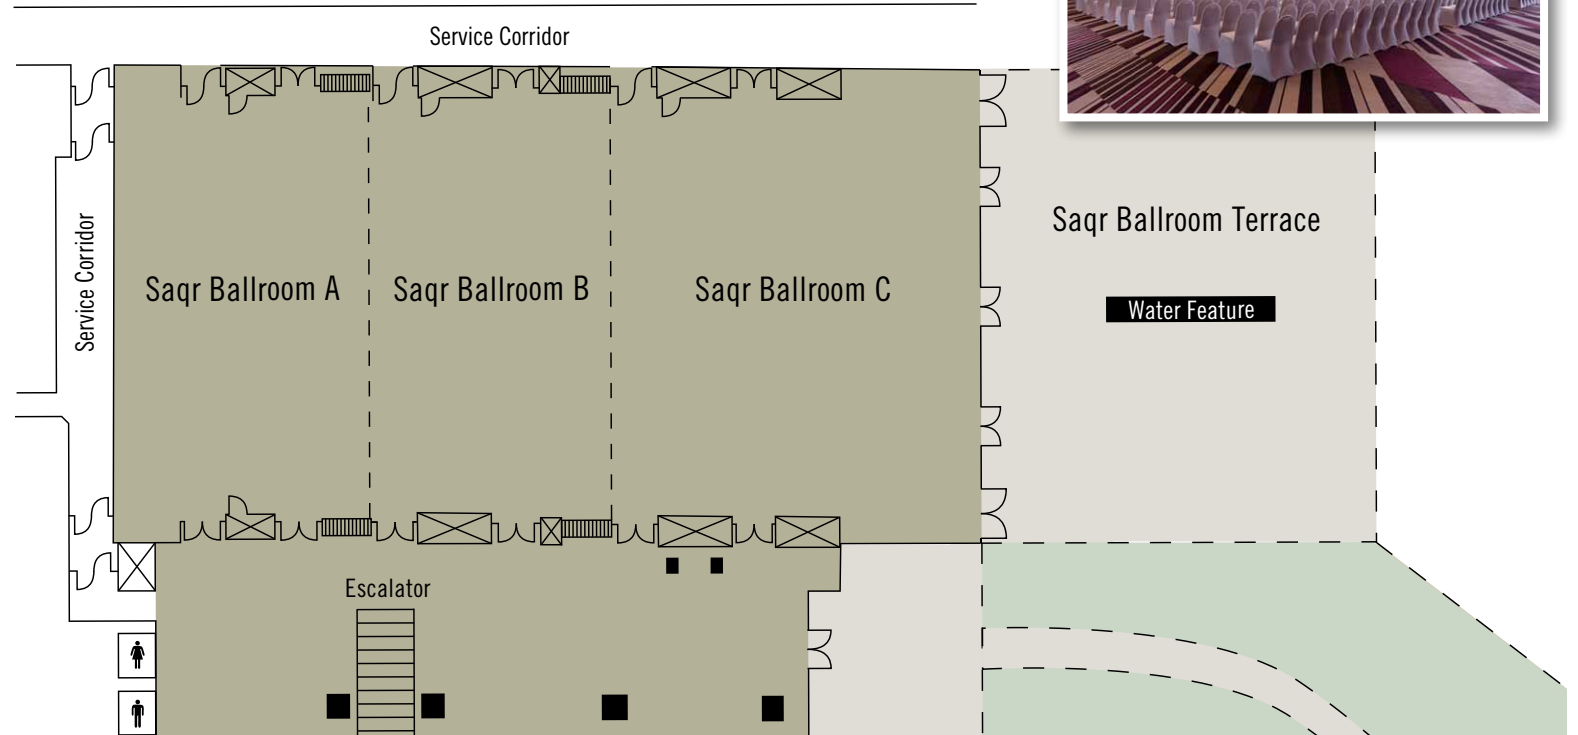 Service Corridor
Service Corridor
Saqr Ballroom A
Saqr Ballroom B
Saqr Ballroom C
Saqr Ballroom Terrace
Water Feature
Escalator